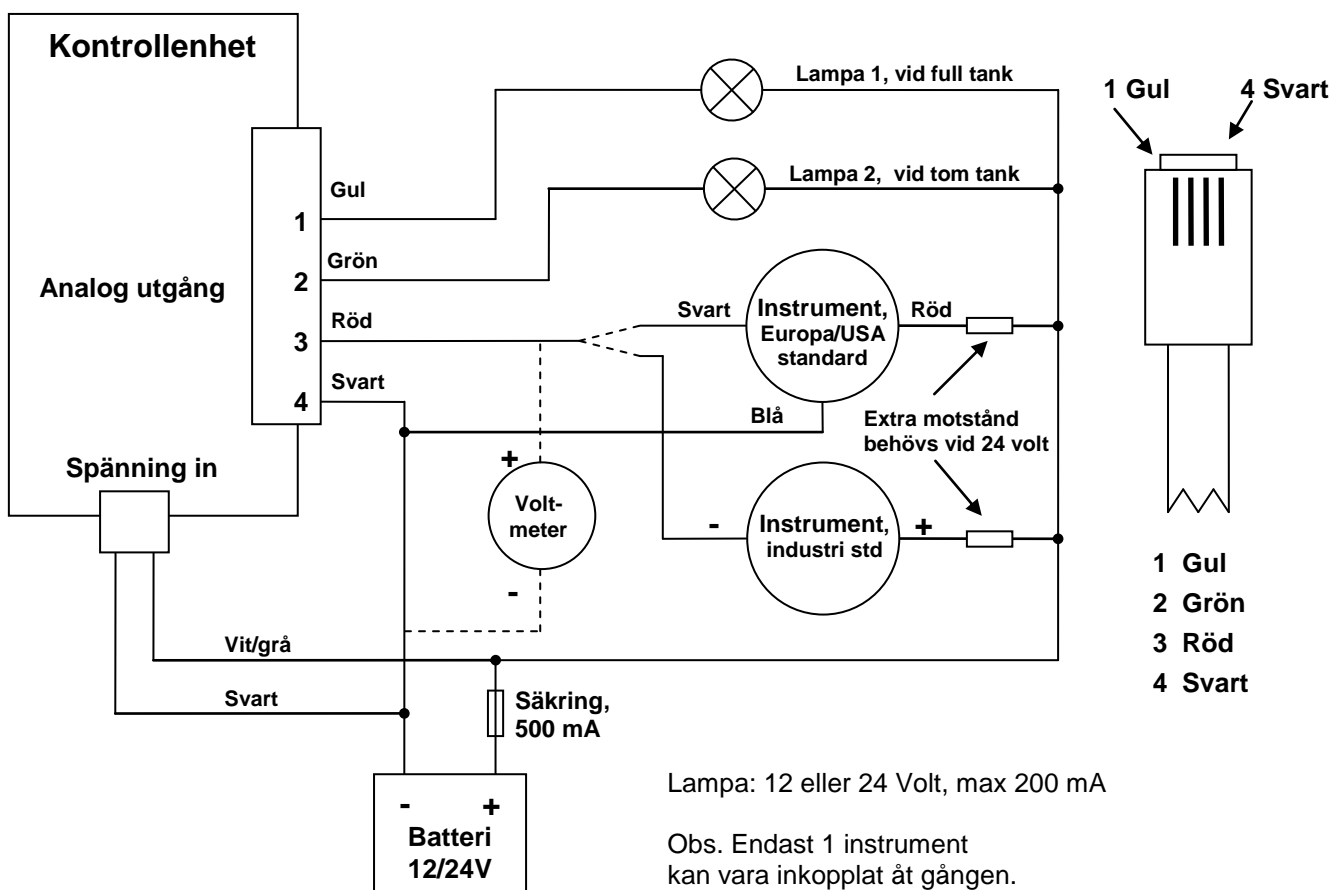 Kontrollenhet
Lampa 1, vid full tank
1 Gul
4 Svart
Lampa 2, vid tom tank
Gul
1
Grön
2
Analog utgång
Röd
3
Svart
4
Svart
Instrument,
Europa/USA
standard
Röd
Blå
Extra motstånd
behövs vid 24 volt
Spänning in
+
Volt-
meter
-
-
Instrument,
industri std
+
1 Gul
2 Grön
3 Röd
4 Svart
Vit/grå
Svart
Säkring,
500 mA
- +
Batteri
12/24V
Lampa: 12 eller 24 Volt, max 200 mA
Obs. Endast 1 instrument
kan vara inkopplat åt gången.